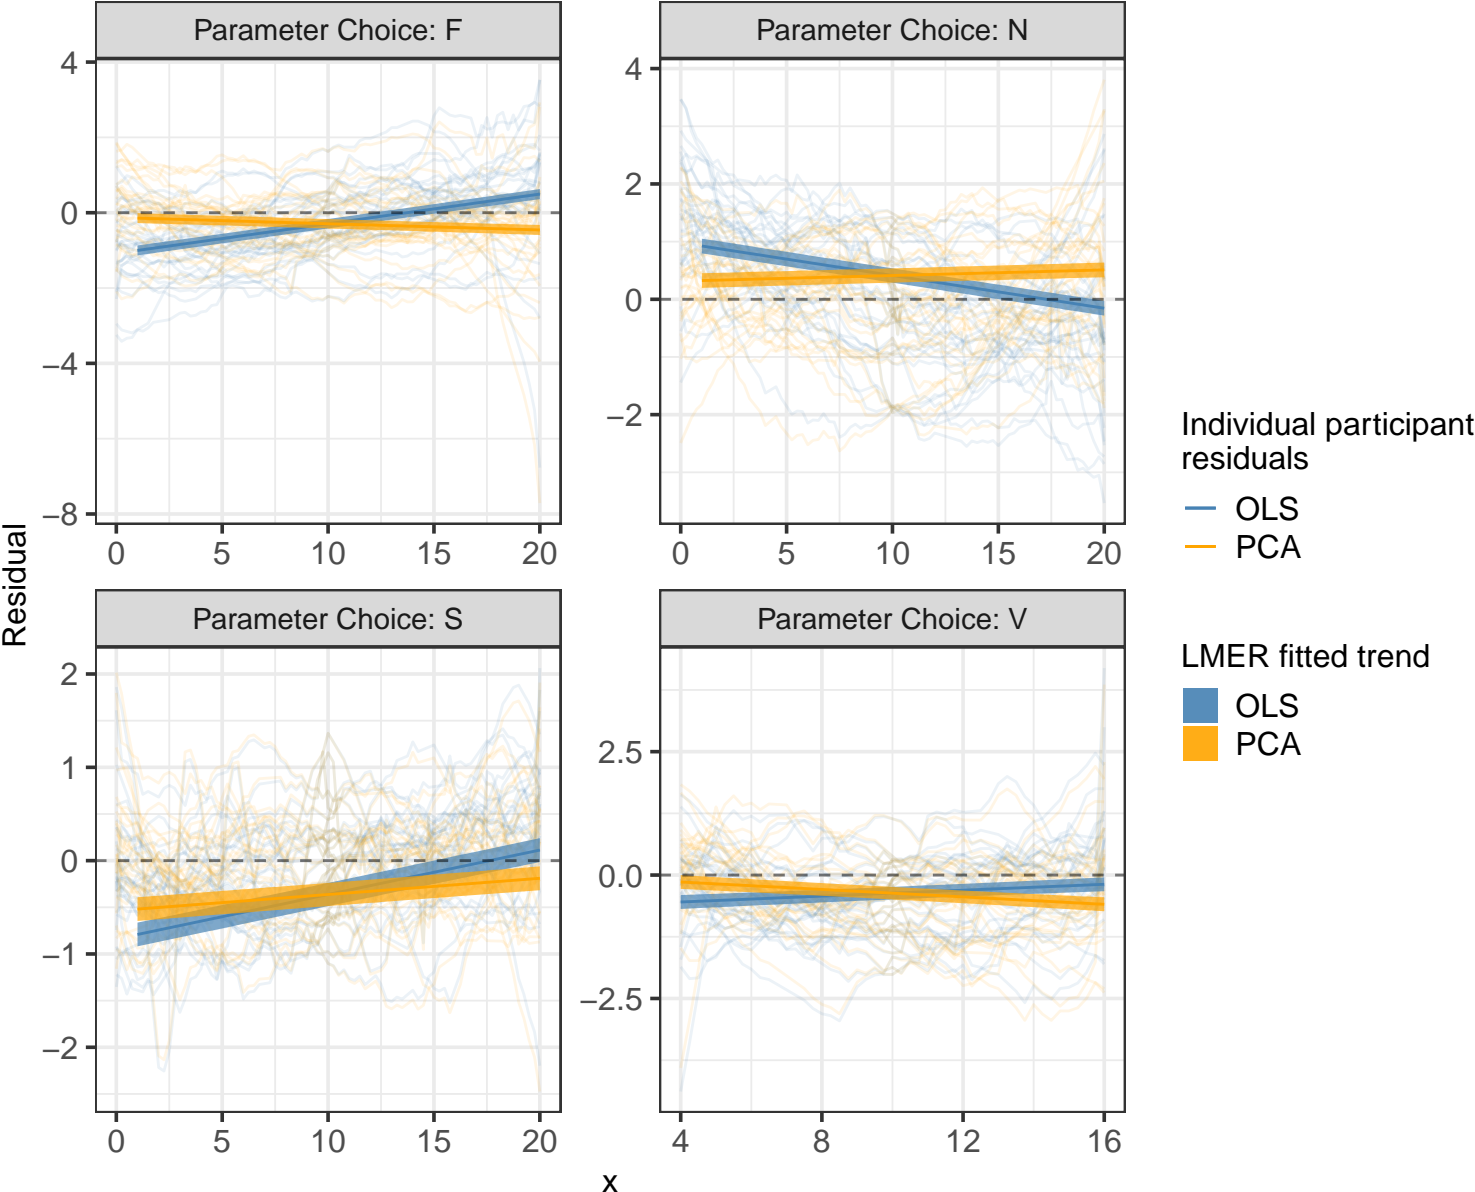 Parameter Choice: F
Parameter Choice: N
4
0
−4
−8
0 5 10 15 20
4
2
0
−2
0 5 10 15 20
Residual
Parameter Choice: S
Parameter Choice: V
2
1
0
−1
−2
0 5 10 15 20
2.5
0.0
−2.5
4 8 12 16
x
Individual participant
residuals
OLS
PCA
LMER fitted trend
OLS
PCA